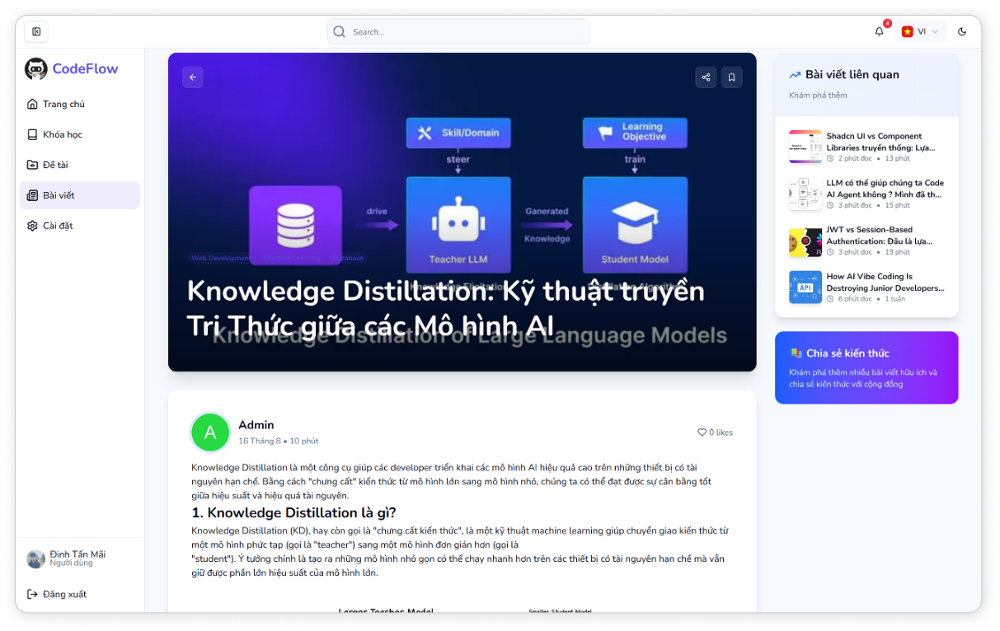 Search...
4
VI
CodeFlow
Trang chủ
Khóa học
Đề tài
Bài viết
Cài đặt
Đinh Tấn Mãi
Người dùng
Đăng xuất
Skill/Domain
Learning
Objective
steer
train
drive
Ganerated
Knowledge
Teacher LLM
Student Model
Web Development
Machine Learning
Database
Knowledge Distillation: Kỹ thuật truyền
Tri Thức giữa các Mô hình AI
Knowledge Distillation of Large Language Models
A
Admin
16 Tháng 8 • 10 phút
0 likes
Knowledge Distillation là một công cụ giúp các developer triển khai các mô hình AI hiệu quả cao trên những thiết bị có tài
nguyên hạn chế. Bằng cách "chưng cất" kiến thức từ mô hình lớn sang mô hình nhỏ, chúng ta có thể đạt được sự cân bằng tốt
giữa hiệu suất và hiệu quả tài nguyên.
1. Knowledge Distillation là gì?
Knowledge Distillation (KD), hay còn gọi là "chưng cất kiến thức", là một kỹ thuật machine learning giúp chuyển giao kiến thức từ
một mô hình phức tạp (gọi là "teacher") sang một mô hình đơn giản hơn (gọi là
"student"). Ý tưởng chính là tạo ra những mô hình nhỏ gọn có thể chạy nhanh hơn trên các thiết bị có tài nguyên hạn chế mà vẫn
giữ được phần lớn hiệu suất của mô hình lớn.
Larger Teacher Model
Smaller Student Model
Bài viết liên quan
Khám phá thêm
Shadcn UI vs Component
Libraries truyền thống: Lựa...
2 phút đọc • 13 phút
LLM có thể giúp chúng ta Code
AI Agent không ? Mình đã th...
3 phút đọc • 15 phút
JWT vs Session-Based
Authentication: Đâu là lựa...
3 phút đọc • 19 phút
API
How AI Vibe Coding Is
Destroying Junior Developers...
6 phút đọc • 1 tuần
Chia sẻ kiến thức
Khám phá thêm nhiều bài viết hữu ích và
chia sẻ kiến thức với cộng đồng